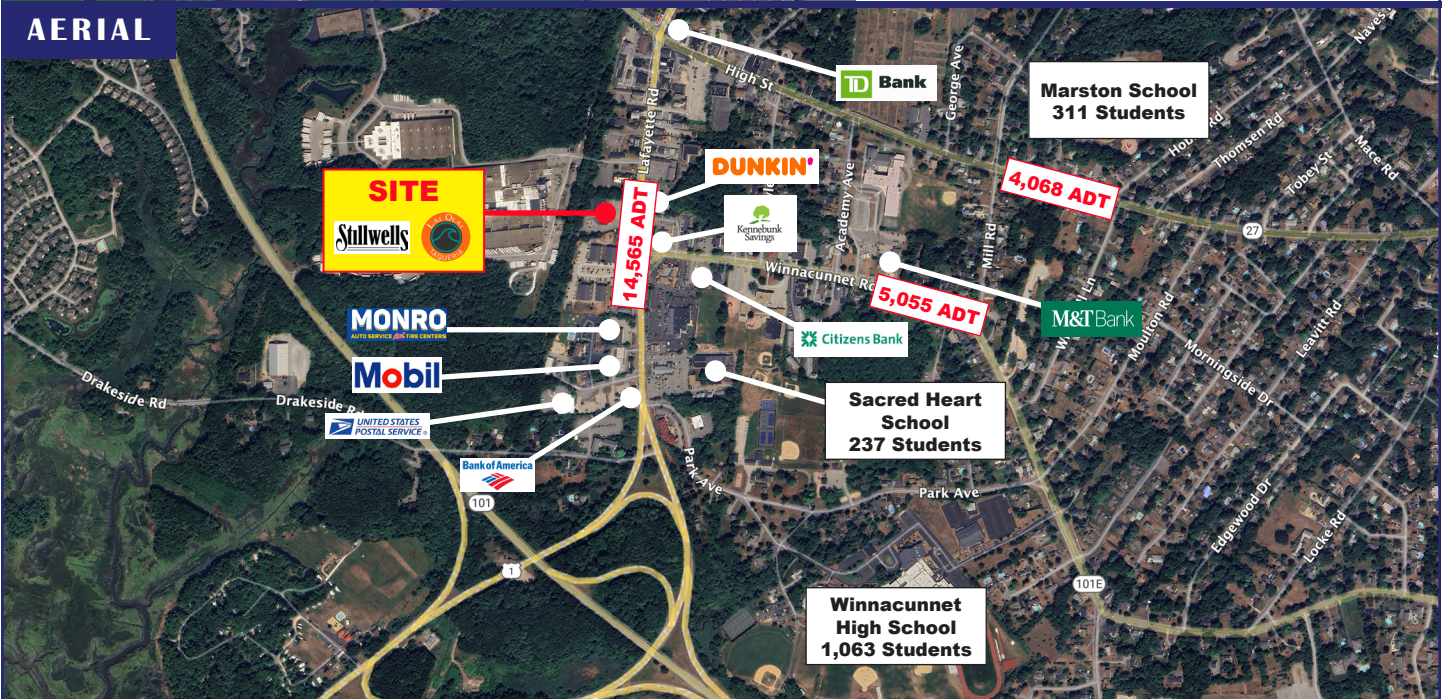 AERIAL
TD Bank
High St
Lafayette Rd
George Ave
Marston School
311 Students
Thomsen Rd
Tobey St
Mace Rd
SITE
Stillwells
LAS OLAS
TAQUERIA
DUNKIN'
14,565 ADT
4,068 ADT
27
Kennebunk
Savings
Academy Ave
Mill Rd
Winnacunnet Rd
5,055 ADT
MONRO
AUTO SERVICE AND TIRE CENTERS
Citizens Bank
M&T Bank
Moulton Rd
Leavitt Rd
Morningside Dr
Mobil
Drakeside Rd
Drakeside Rd
UNITED STATES
POSTAL SERVICE®
Sacred Heart
School
237 Students
Bank of America
Park Ave
Park Ave
101
Edgewood Dr
Locke Rd
1
101E
Winnacunnet
High School
1,063 Students